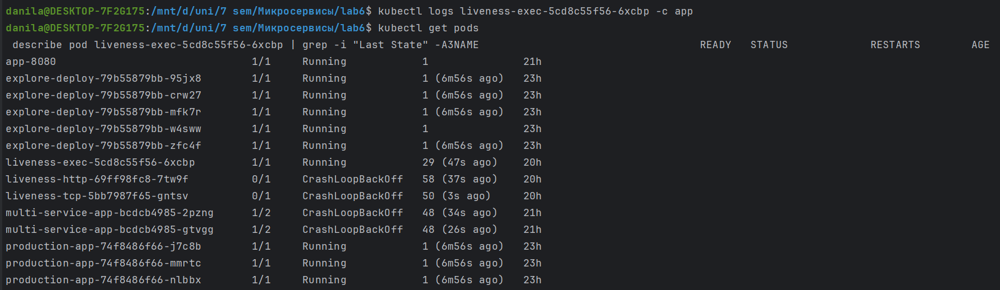 danila@DESKTOP-7F2G175:/mnt/d/uni/7 sem/Микросервисы/lab6$ kubectl logs liveness-exec-5cd8c55f56-6xcbp -c app
danila@DESKTOP-7F2G175:/mnt/d/uni/7 sem/Микросервисы/lab6$ kubectl get pods
 describe pod liveness-exec-5cd8c55f56-6xcbp | grep -i "Last State" -A3NAME                                   READY   STATUS             RESTARTS        AGE
app-8080                               1/1     Running            1               21h
explore-deploy-79b55879bb-95jx8        1/1     Running            1 (6m56s ago)   23h
explore-deploy-79b55879bb-crw27        1/1     Running            1 (6m56s ago)   23h
explore-deploy-79b55879bb-mfk7r        1/1     Running            1 (6m56s ago)   23h
explore-deploy-79b55879bb-w4sww        1/1     Running            1               23h
explore-deploy-79b55879bb-zfc4f        1/1     Running            1 (6m56s ago)   23h
liveness-exec-5cd8c55f56-6xcbp         1/1     Running            29 (47s ago)    20h
liveness-http-69ff98fc8-7tw9f          0/1     CrashLoopBackOff   58 (37s ago)    20h
liveness-tcp-5bb7987f65-gntsv          0/1     CrashLoopBackOff   50 (3s ago)     20h
multi-service-app-bcdcb4985-2pzng      1/2     CrashLoopBackOff   48 (34s ago)    21h
multi-service-app-bcdcb4985-gtvgg      1/2     CrashLoopBackOff   48 (26s ago)    21h
production-app-74f8486f66-j7c8b        1/1     Running            1 (6m56s ago)   23h
production-app-74f8486f66-mmrtc        1/1     Running            1 (6m56s ago)   23h
production-app-74f8486f66-nlbbx        1/1     Running            1 (6m56s ago)   23h